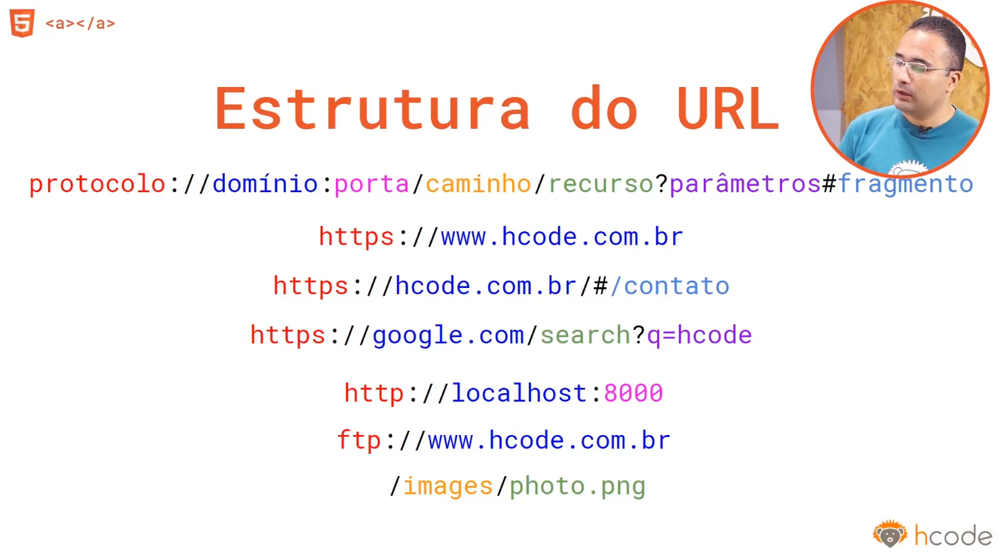 5 <a></a>
Estrutura do URL
protocolo://domínio:porta/caminho/recurso?parâmetros#fragmento
https://www.hcode.com.br
https://hcode.com.br/#/contato
https://google.com/search?q=hcode
http://localhost:8000
ftp://www.hcode.com.br
/images/photo.png
hcode